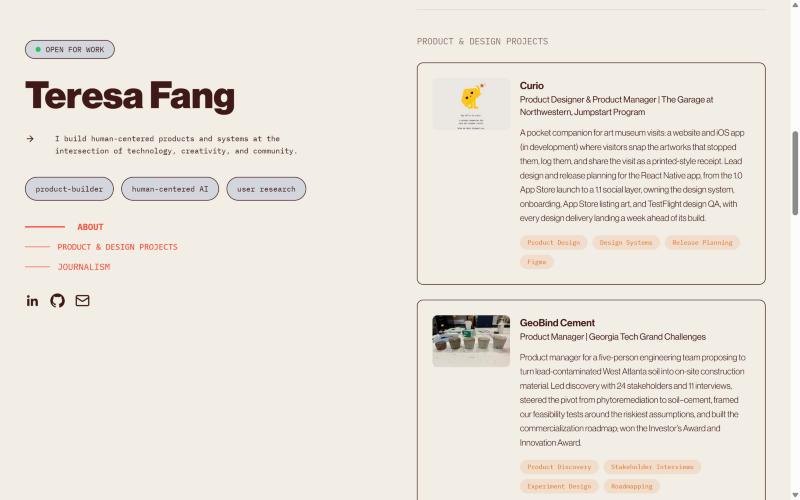 OPEN FOR WORK
Teresa Fang
I build human-centered products and systems at the
intersection of technology, creativity, and community.
product-builder
human-centered AI
user research
ABOUT
PRODUCT & DESIGN PROJECTS
JOURNALISM
PRODUCT & DESIGN PROJECTS
Curio
Product Designer & Product Manager | The Garage at
Northwestern, Jumpstart Program
A pocket companion for art museum visits: a website and iOS app
(in development) where visitors snap the artworks that stopped
them, log them, and share the visit as a printed-style receipt. Lead
design and release planning for the React Native app, from the 1.0
App Store launch to a 1.1 social layer, owning the design system,
onboarding, App Store listing art, and TestFlight design QA, with
every design delivery landing a week ahead of its build.
Product Design
Design Systems
Release Planning
Figma
GeoBind Cement
Product Manager | Georgia Tech Grand Challenges
Product manager for a five-person engineering team proposing to
turn lead-contaminated West Atlanta soil into on-site construction
material. Led discovery with 24 stakeholders and 11 interviews,
steered the pivot from phytoremediation to soil–cement, framed
our feasibility tests around the riskiest assumptions, and built the
commercialization roadmap; won the Investor's Award and
Innovation Award.
Product Discovery
Stakeholder Interviews
Experiment Design
Roadmapping